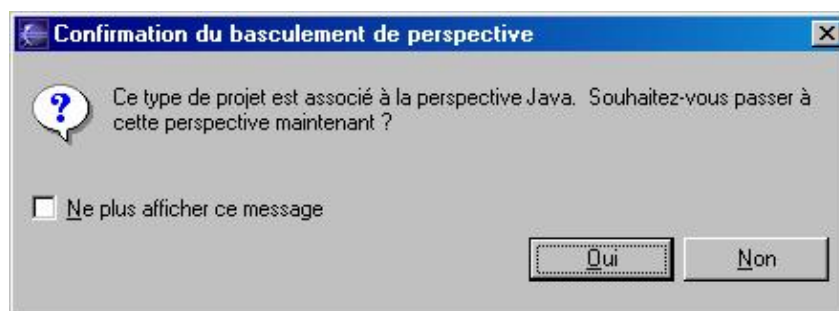 Confirmation du basculement de perspective
Ce type de projet est associé à la perspective Java. Souhaitez-vous passer à
cette perspective maintenant ?
Ne plus afficher ce message
Oui Non